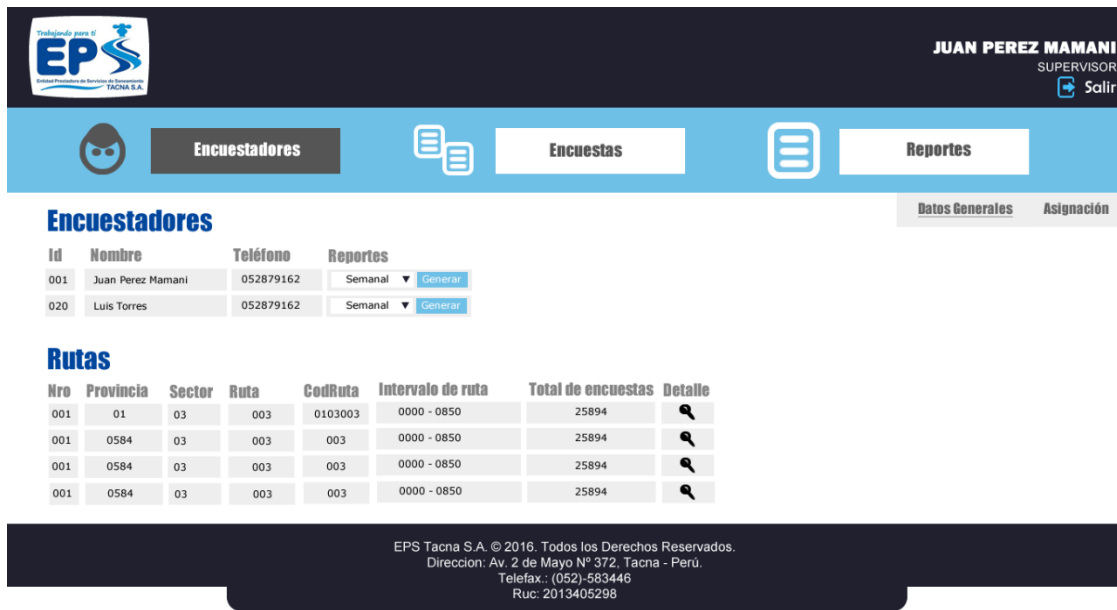 Trabajando para tí
EPS
Entidad Prestadora de Servicios de Saneamiento
TACNA S.A.
JUAN PEREZ MAMANI
SUPERVISOR
Salir
Encuestadores
Encuestas
Reportes
Datos Generales Asignación
Encuestadores
Id Nombre Teléfono Reportes
001 Juan Perez Mamani 052879162 Semanal Generar
020 Luis Torres 052879162 Semanal Generar
Rutas
Nro Provincia Sector Ruta CodRuta Intervalo de ruta Total de encuestas Detalle
001 01 03 003 0103003 0000 - 0850 25894
001 0584 03 003 003 0000 - 0850 25894
001 0584 03 003 003 0000 - 0850 25894
001 0584 03 003 003 0000 - 0850 25894
EPS Tacna S.A. © 2016. Todos los Derechos Reservados.
Direccion: Av. 2 de Mayo Nº 372, Tacna - Perú.
Telefax.: (052)-583446
Ruc: 2013405298